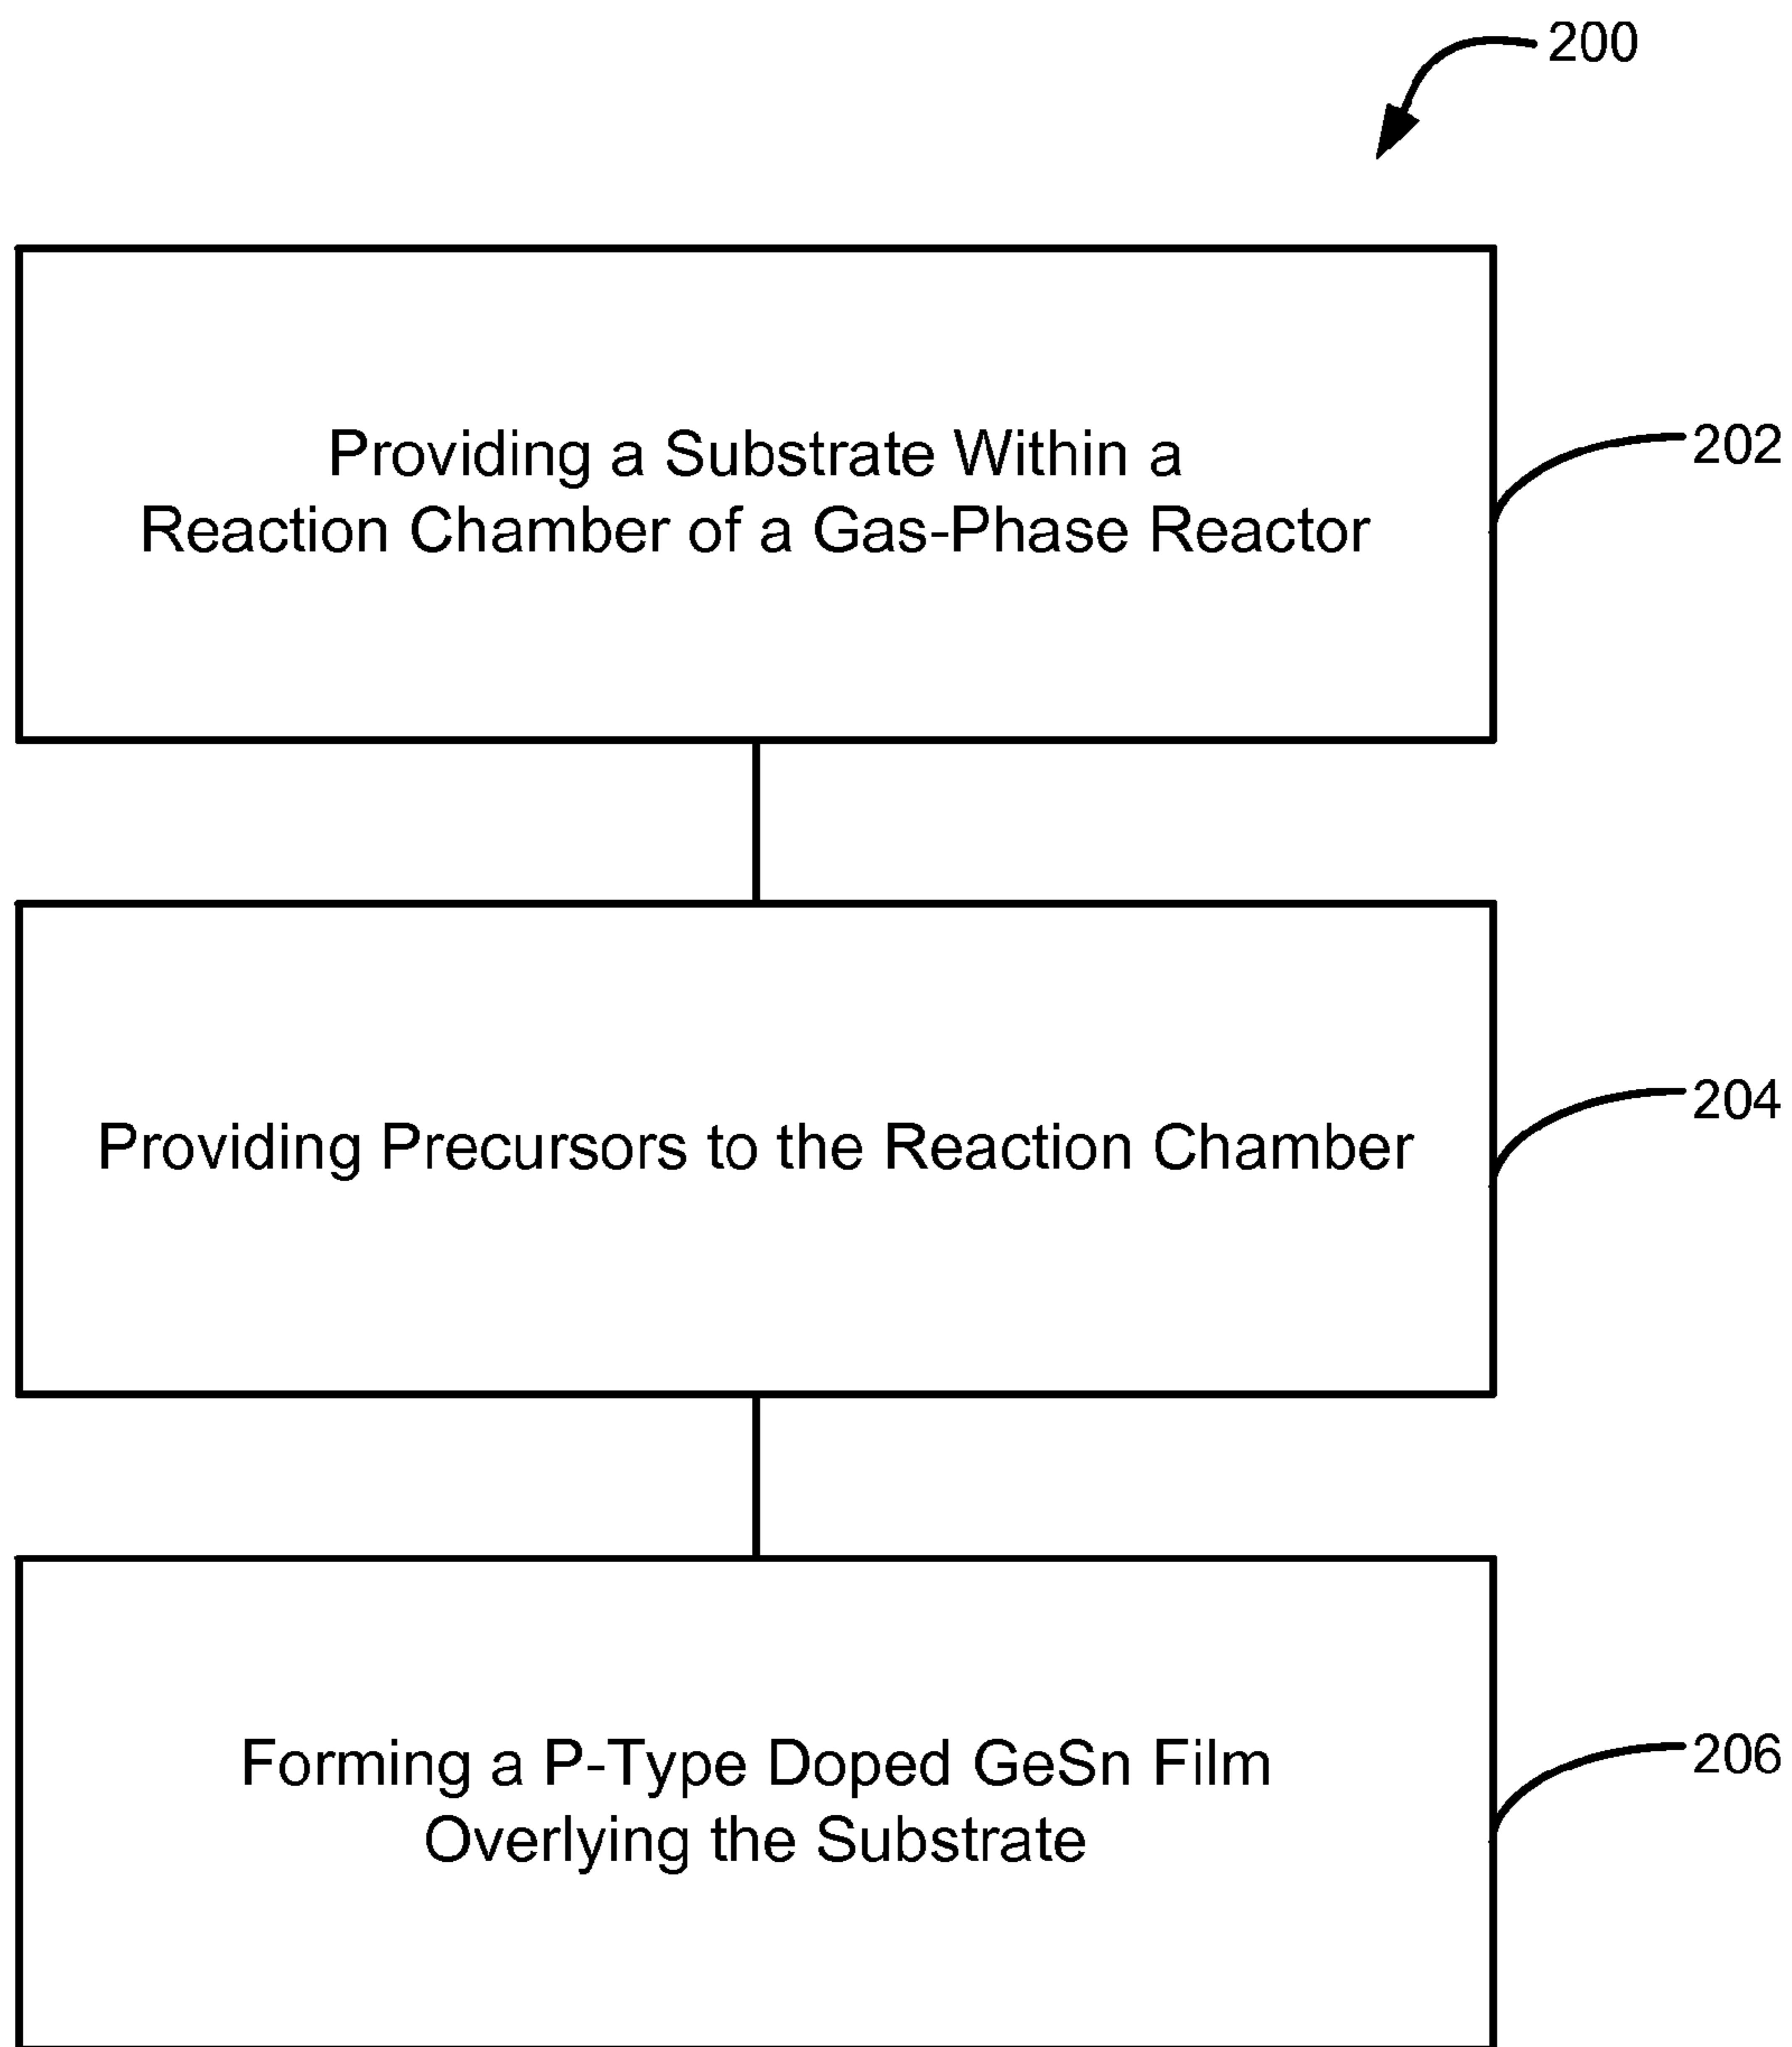 200
Providing a Substrate Within a
Reaction Chamber of a Gas-Phase Reactor
202
Providing Precursors to the Reaction Chamber
204
Forming a P-Type Doped GeSn Film
Overlying the Substrate
206